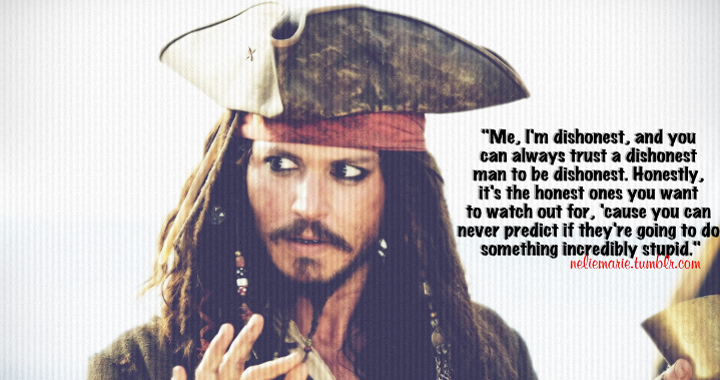 "Me, I'm dishonest, and you
can always trust a dishonest
man to be dishonest. Honestly,
it's the honest ones you want
to watch out for, 'cause you can
never predict if they're going to do
something incredibly stupid."
neliemarie.tumblr.com